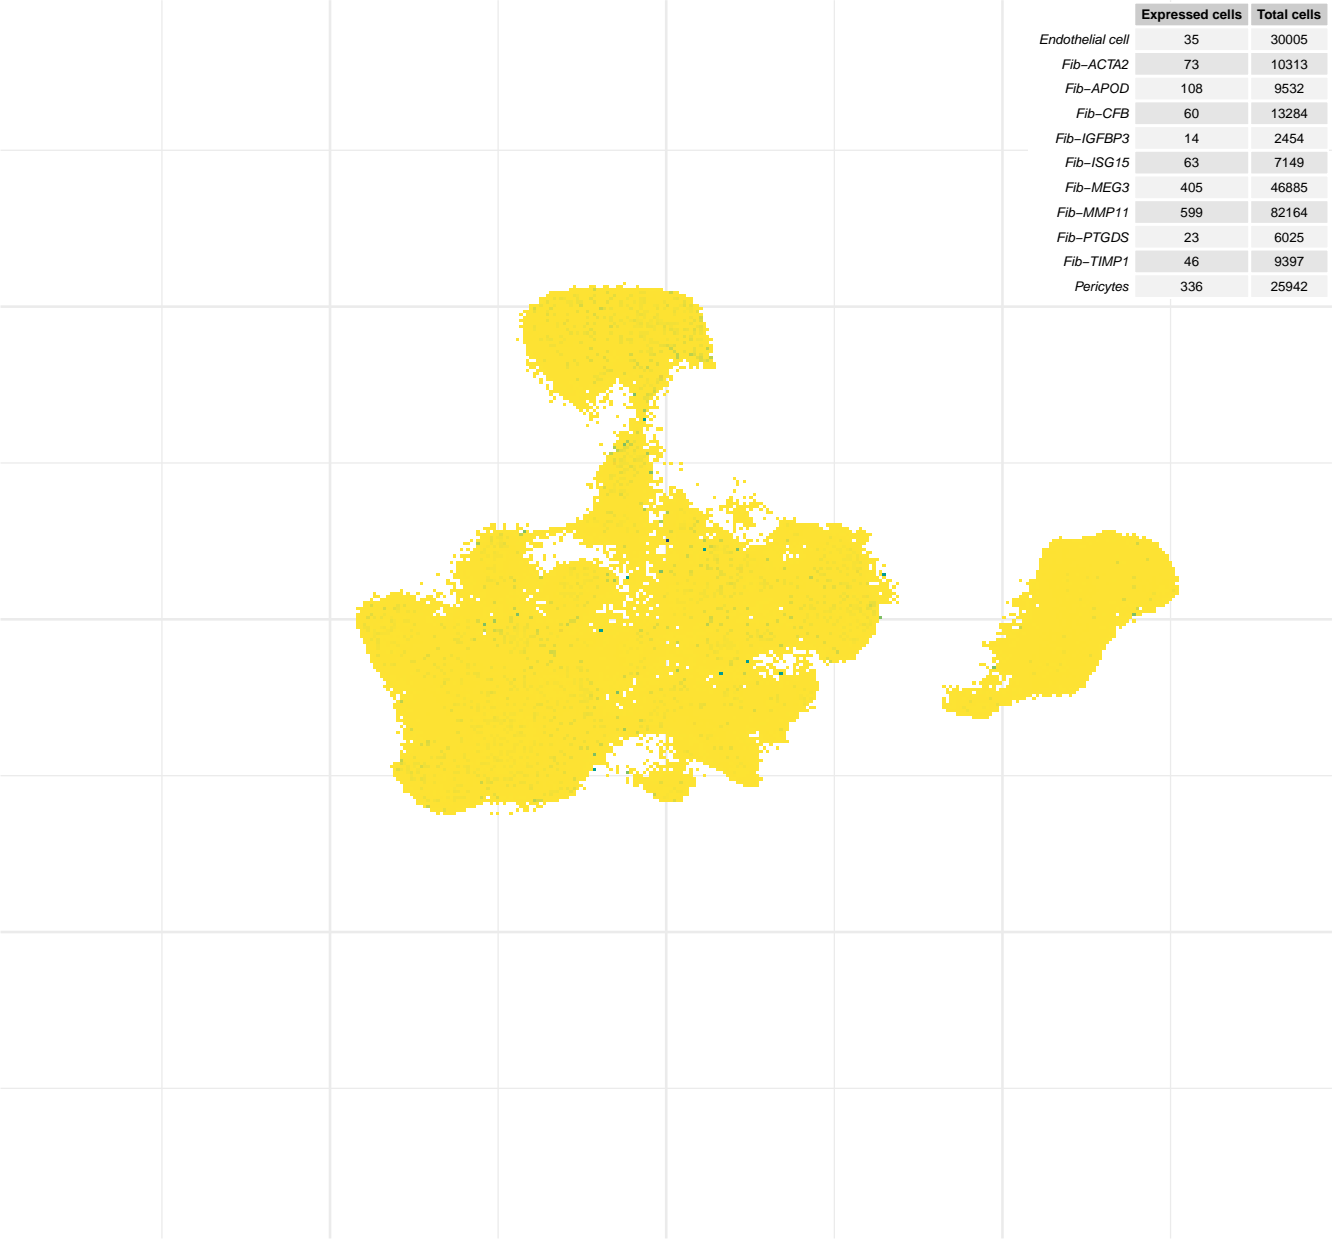 Expressed cells Total cells
Endothelial cell 35 30005
Fib−ACTA2 73 10313
Fib−APOD 108 9532
Fib−CFB 60 13284
Fib−IGFBP3 14 2454
Fib−ISG15 63 7149
Fib−MEG3 405 46885
Fib−MMP11 599 82164
Fib−PTGDS 23 6025
Fib−TIMP1 46 9397
Pericytes 336 25942